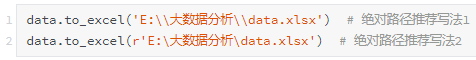 1 data.to_excel('E:\\大数据分析\\data.xlsx')  # 绝对路径推荐写法1
2 data.to_excel(r'E:\大数据分析\data.xlsx')  # 绝对路径推荐写法2